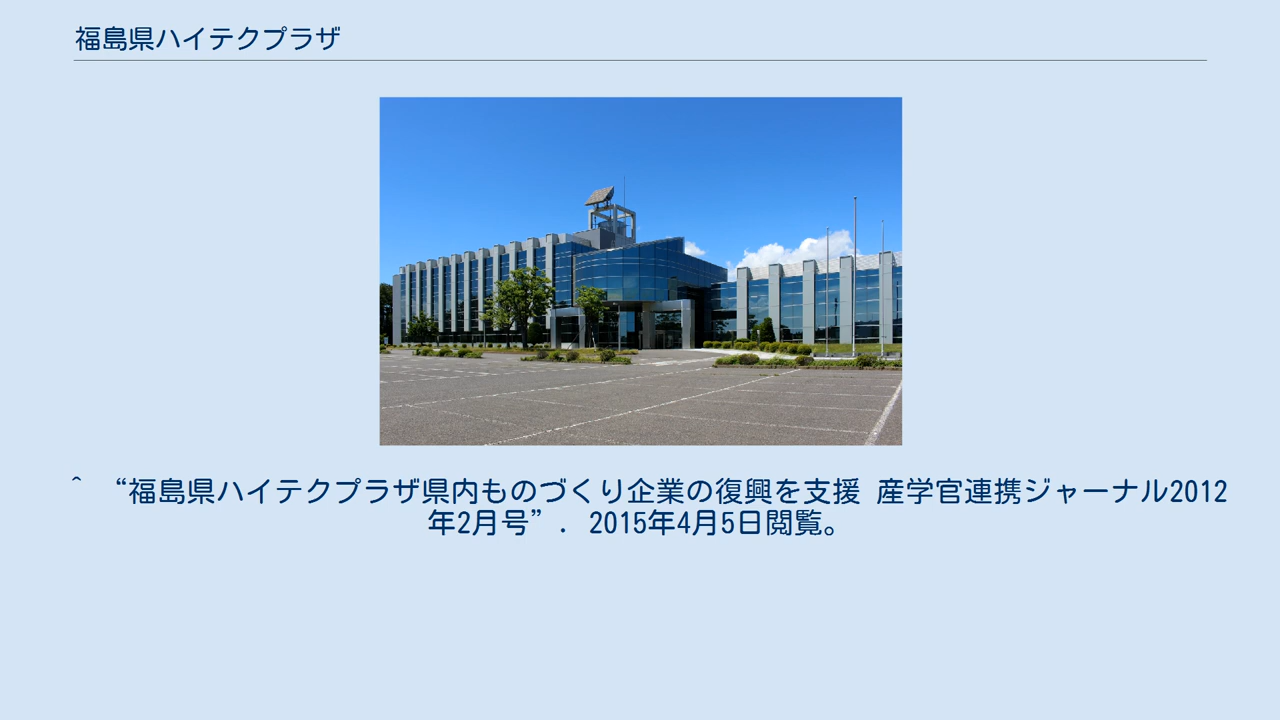 福島県ハイテクプラザ
^ “福島県ハイテクプラザ県内ものづくり企業の復興を支援 産学官連携ジャーナル2012
年2月号”. 2015年4月5日閲覧。